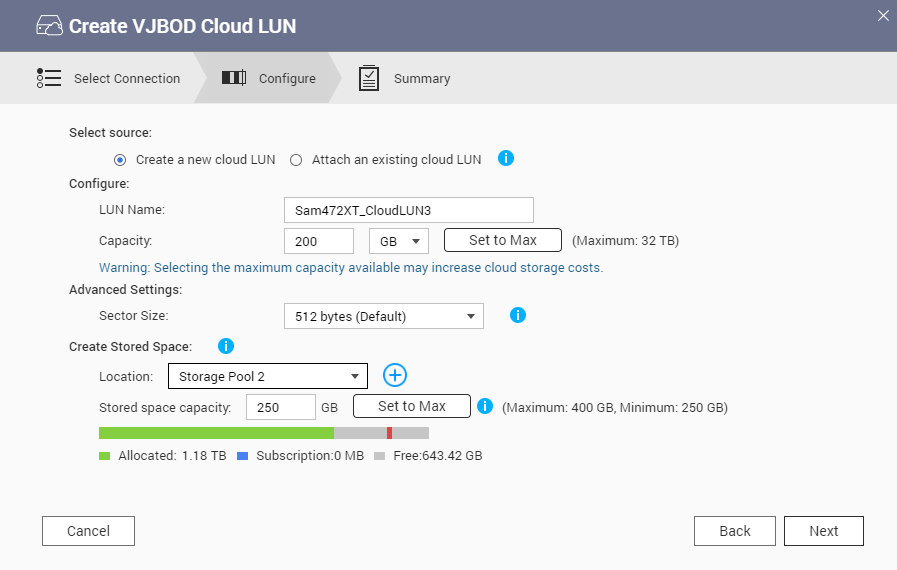 Create VJBOD Cloud LUN
Select Connection Configure Summary
Select source:
Create a new cloud LUN Attach an existing cloud LUN i
Configure:
LUN Name: Sam472XT_CloudLUN3
Capacity: 200 GB Set to Max (Maximum: 32 TB)
Warning: Selecting the maximum capacity available may increase cloud storage costs.
Advanced Settings:
Sector Size: 512 bytes (Default) i
Create Stored Space: i
Location: Storage Pool 2
Stored space capacity: 250 GB Set to Max i (Maximum: 400 GB, Minimum: 250 GB)
Allocated: 1.18 TB Subscription:0 MB Free:643.42 GB
Cancel Back Next